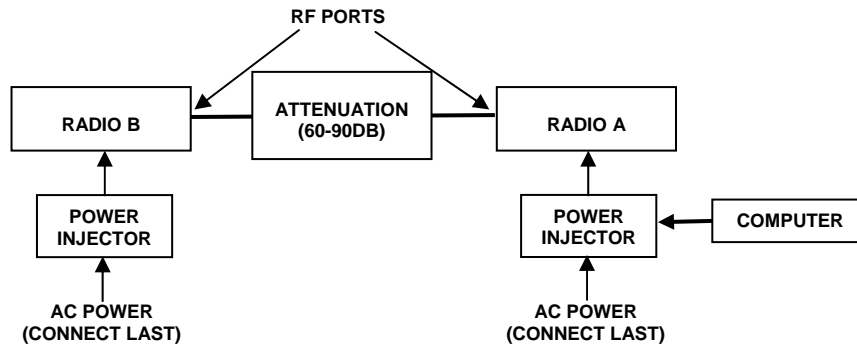 RF PORTS
RADIO B
ATTENUATION
(60-90DB)
RADIO A
POWER
INJECTOR
POWER
INJECTOR
COMPUTER
AC POWER
(CONNECT LAST)
AC POWER
(CONNECT LAST)